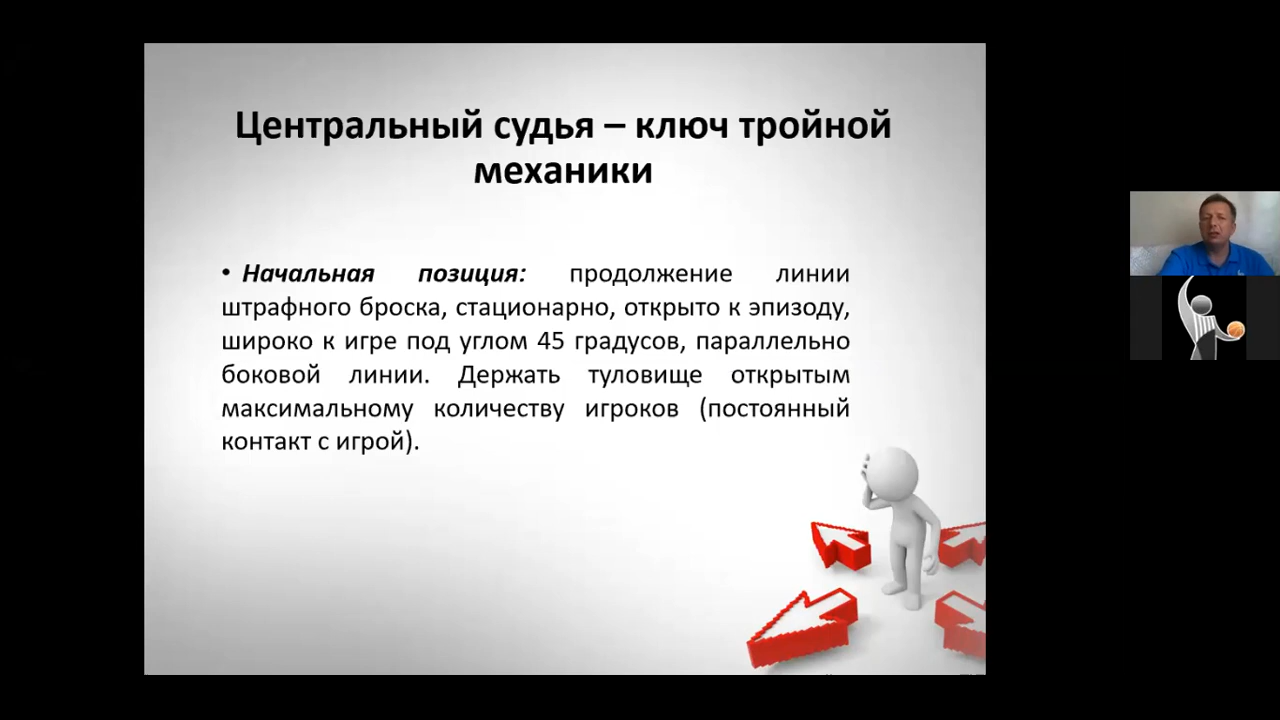 Центральный судья – ключ тройной
механики
• Начальная позиция: продолжение линии
штрафного броска, стационарно, открыто к эпизоду,
широко к игре под углом 45 градусов, параллельно
боковой линии. Держать туловище открытым
максимальному количеству игроков (постоянный
контакт с игрой).